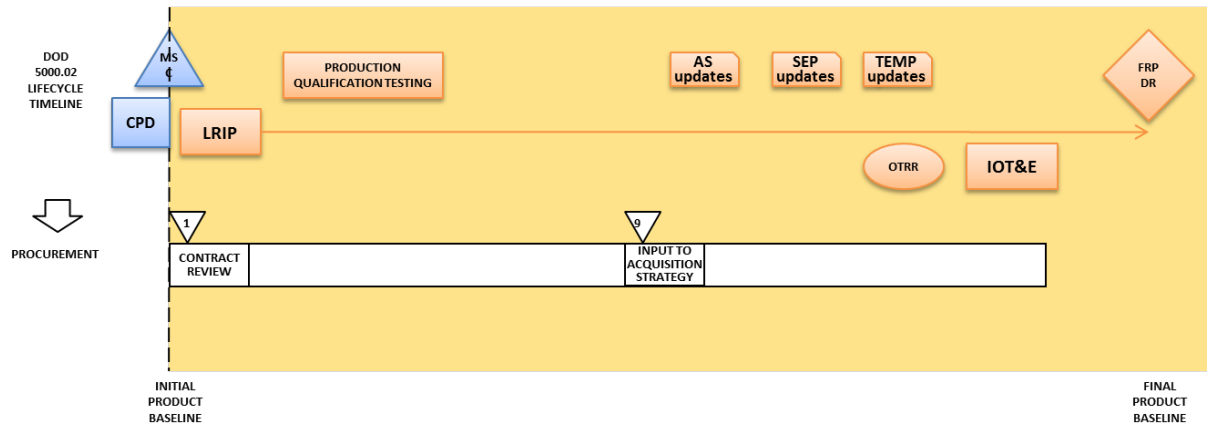 DOD
5000.02
LIFECYCLE
TIMELINE
MS
C
CPD
LRIP
PRODUCTION
QUALIFICATION TESTING
AS
updates
SEP
updates
TEMP
updates
FRP
DR
OTRR
IOT&E
PROCUREMENT
1
CONTRACT
REVIEW
9
INPUT TO
ACQUISITION
STRATEGY
INITIAL
PRODUCT
BASELINE
FINAL
PRODUCT
BASELINE